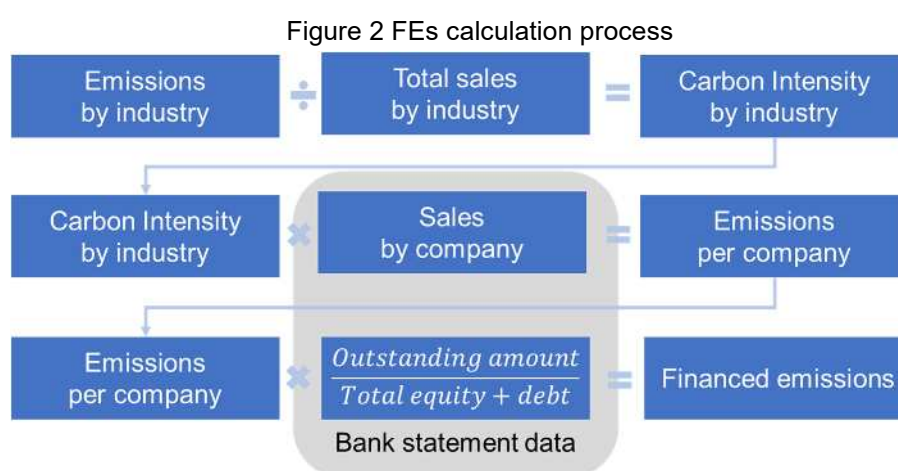 Figure 2 FEs calculation process
Emissions
by industry
÷
Total sales
by industry
=
Carbon Intensity
by industry
Carbon Intensity
by industry
×
Sales
by company
=
Emissions
per company
Emissions
per company
×
Outstanding amount
Total equity + debt
=
Financed emissions
Bank statement data